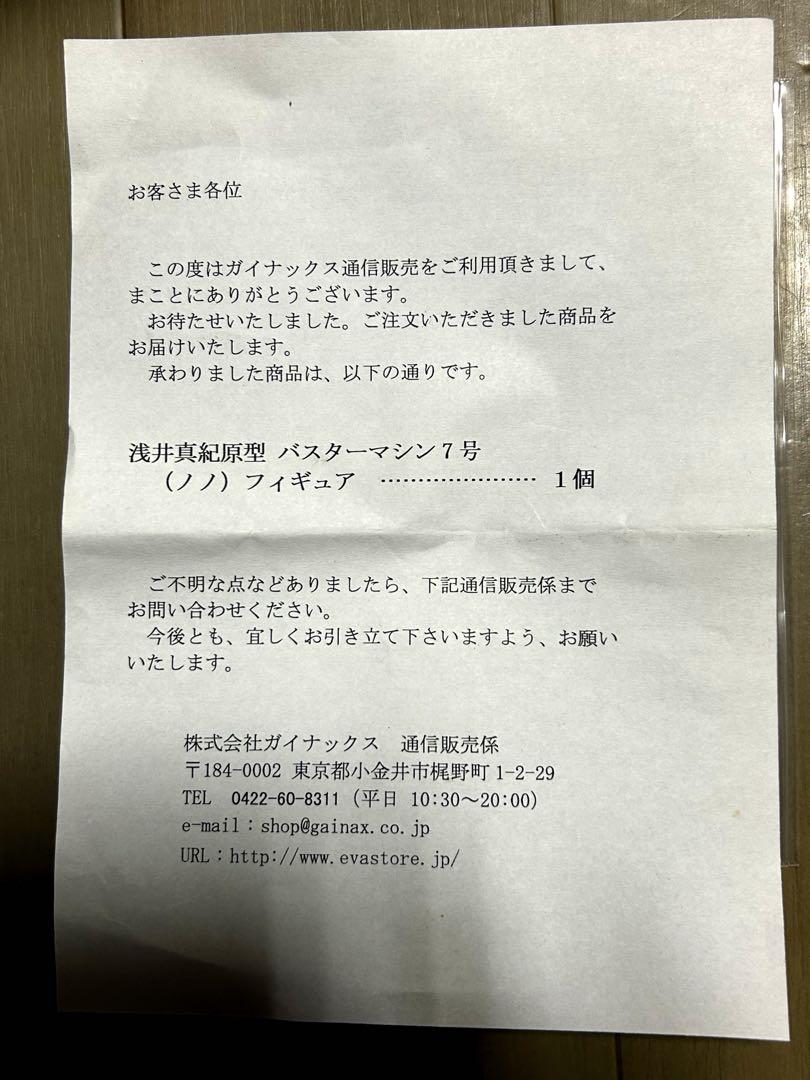 お客さま各位
この度はガイナックス通信販売をご利用頂きまして、
まことにありがとうございます。
お待たせいたしました。ご注文いただきました商品を
お届けいたします。
承わりました商品は、以下の通りです。
浅井真紀原型 バスターマシン７号
（ノノ）フィギュア ………………… １個
ご不明な点などありましたら、下記通信販売係まで
お問い合わせください。
今後とも、宜しくお引き立て下さいますよう、お願い
いたします。
株式会社ガイナックス　通信販売係
〒184-0002 東京都小金井市梶野町1-2-29
TEL 0422-60-8311（平日 10:30～20:00）
e-mail：shop@gainax.co.jp
URL：http://www.evastore.jp/